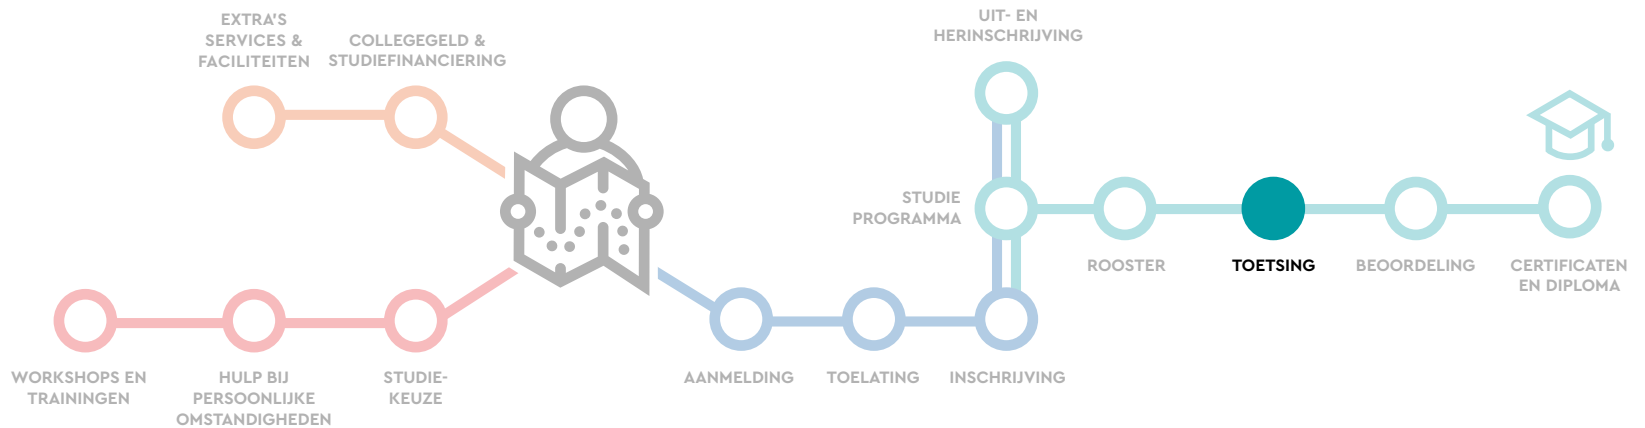 EXTRA'S
SERVICES &
FACILITEITEN
COLLEGEGELD &
STUDIEFINANCIERING
UIT- EN
HERINSCHRIJVING
STUDIE
PROGRAMMA
ROOSTER
TOETSING
BEOORDELING
CERTIFICATEN
EN DIPLOMA
WORKSHOPS EN
TRAININGEN
HULP BIJ
PERSOONLIJKE
OMSTANDIGHEDEN
STUDIE-
KEUZE
AANMELDING
TOELATING
INSCHRIJVING